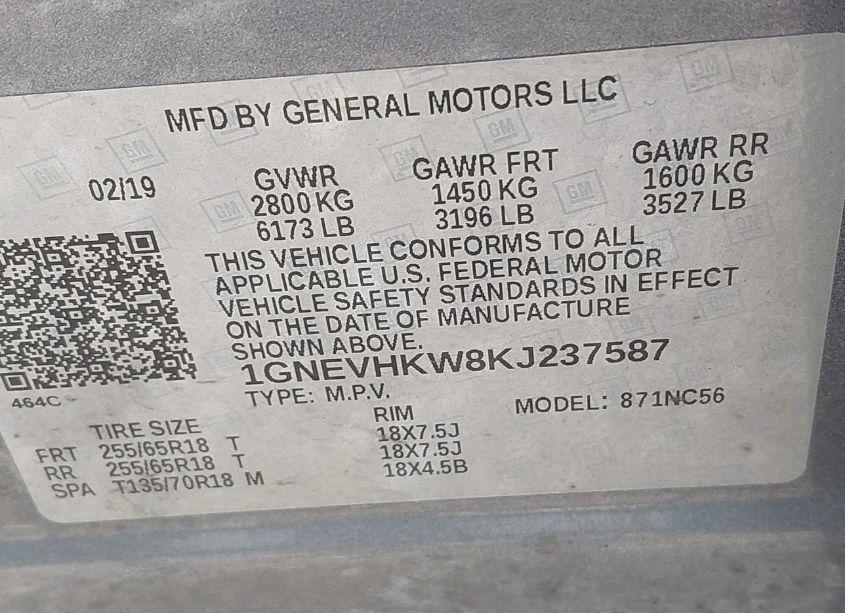 MFD BY GENERAL MOTORS LLC
02/19
GVWR
2800 KG
6173 LB
GAWR FRT
1450 KG
3196 LB
GAWR RR
1600 KG
3527 LB
THIS VEHICLE CONFORMS TO ALL
APPLICABLE U.S. FEDERAL MOTOR
VEHICLE SAFETY STANDARDS IN EFFECT
ON THE DATE OF MANUFACTURE
SHOWN ABOVE.
1GNEVHKW8KJ237587
464C
TYPE: M.P.V.
MODEL: 871NC56
TIRE SIZE RIM
FRT 255/65R18 T 18X7.5J
RR 255/65R18 T 18X7.5J
SPA T135/70R18 M 18X4.5B